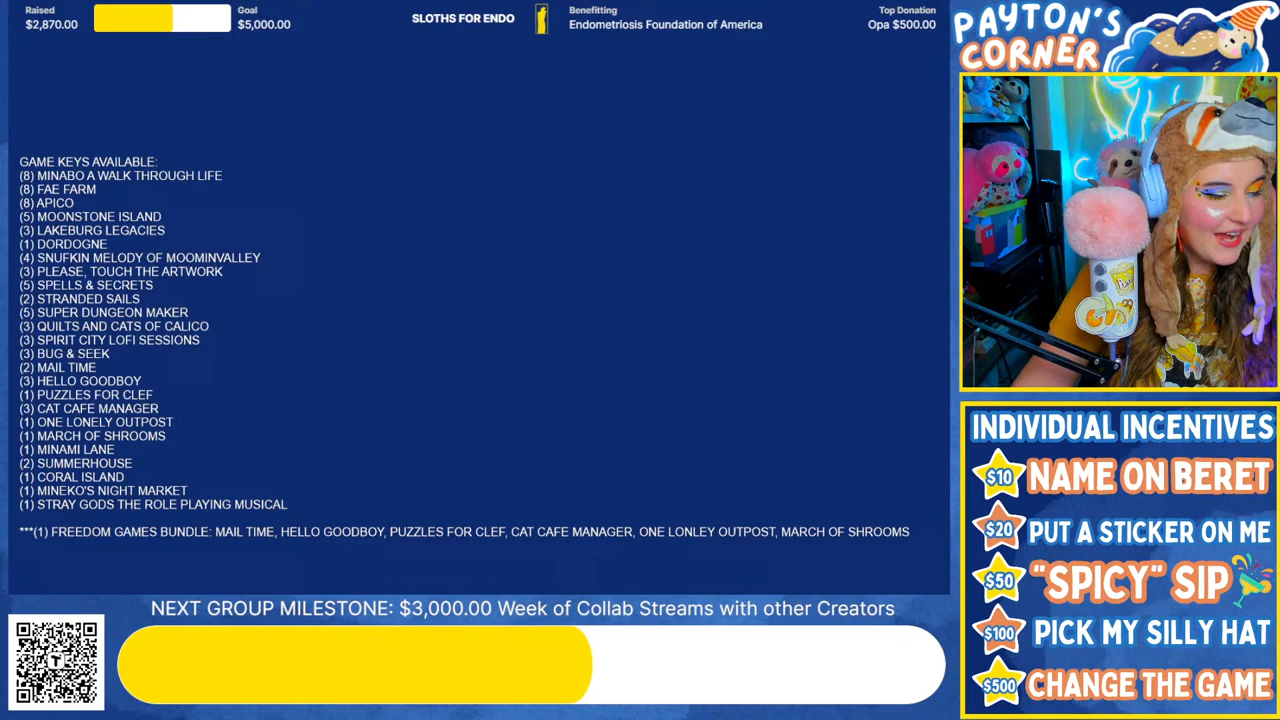 Raised
$2,870.00
Goal
$5,000.00
SLOTHS FOR ENDO
Benefitting
Endometriosis Foundation of America
Top Donation
Opa $500.00
PAYTON'S
CORNER
GAME KEYS AVAILABLE:
(8) MINABO A WALK THROUGH LIFE
(8) FAE FARM
(8) APICO
(5) MOONSTONE ISLAND
(3) LAKEBURG LEGACIES
(1) DORDOGNE
(4) SNUFKIN MELODY OF MOOMINVALLEY
(3) PLEASE, TOUCH THE ARTWORK
(5) SPELLS & SECRETS
(2) STRANDED SAILS
(5) SUPER DUNGEON MAKER
(3) QUILTS AND CATS OF CALICO
(3) SPIRIT CITY LOFI SESSIONS
(3) BUG & SEEK
(2) MAIL TIME
(3) HELLO GOODBOY
(1) PUZZLES FOR CLEF
(3) CAT CAFE MANAGER
(1) ONE LONELY OUTPOST
(1) MARCH OF SHROOMS
(1) MINAMI LANE
(2) SUMMERHOUSE
(1) CORAL ISLAND
(1) MINEKO'S NIGHT MARKET
(1) STRAY GODS THE ROLE PLAYING MUSICAL
***(1) FREEDOM GAMES BUNDLE: MAIL TIME, HELLO GOODBOY, PUZZLES FOR CLEF, CAT CAFE MANAGER, ONE LONLEY OUTPOST, MARCH OF SHROOMS
NEXT GROUP MILESTONE: $3,000.00 Week of Collab Streams with other Creators
INDIVIDUAL INCENTIVES
$10 NAME ON BERET
$20 PUT A STICKER ON ME
$50 "SPICY" SIP
$100 PICK MY SILLY HAT
$500 CHANGE THE GAME